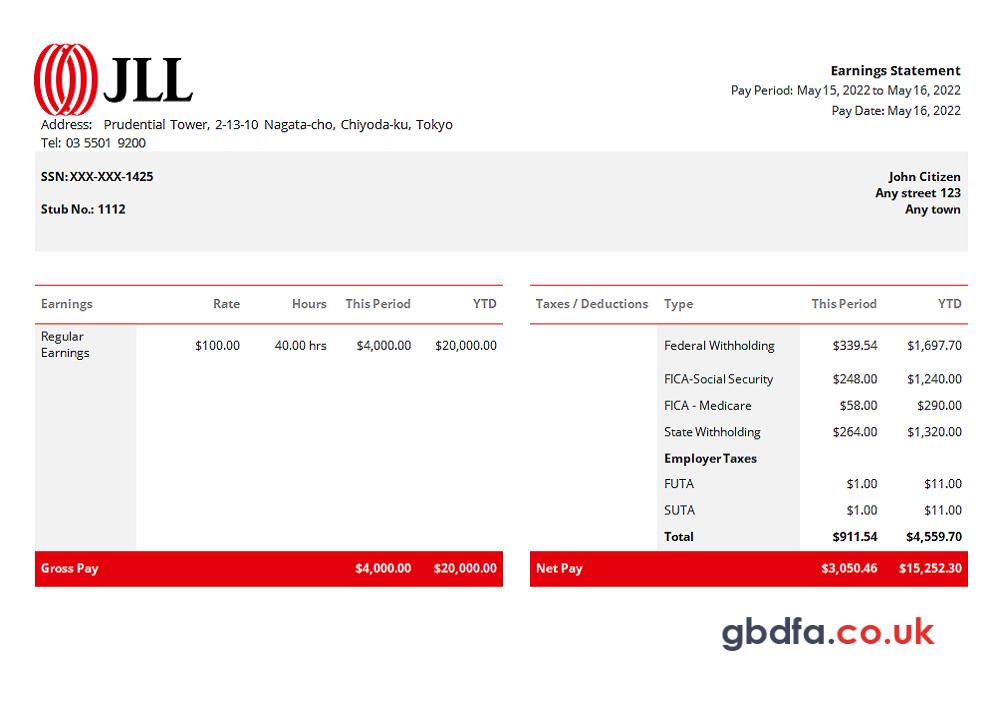 JLL
Earnings Statement
Pay Period: May 15, 2022 to May 16, 2022
Pay Date: May 16, 2022
Address: Prudential Tower, 2-13-10 Nagata-cho, Chiyoda-ku, Tokyo
Tel: 03 5501 9200
SSN: XXX-XXX-1425
Stub No.: 1112
John Citizen
Any street 123
Any town
Earnings Rate Hours This Period YTD
Regular
Earnings
$100.00 40.00 hrs $4,000.00 $20,000.00
Gross Pay $4,000.00 $20,000.00
Taxes / Deductions Type This Period YTD
Federal Withholding $339.54 $1,697.70
FICA-Social Security $248.00 $1,240.00
FICA - Medicare $58.00 $290.00
State Withholding $264.00 $1,320.00
Employer Taxes
FUTA $1.00 $11.00
SUTA $1.00 $11.00
Total $911.54 $4,559.70
Net Pay $3,050.46 $15,252.30
gbdfa.co.uk